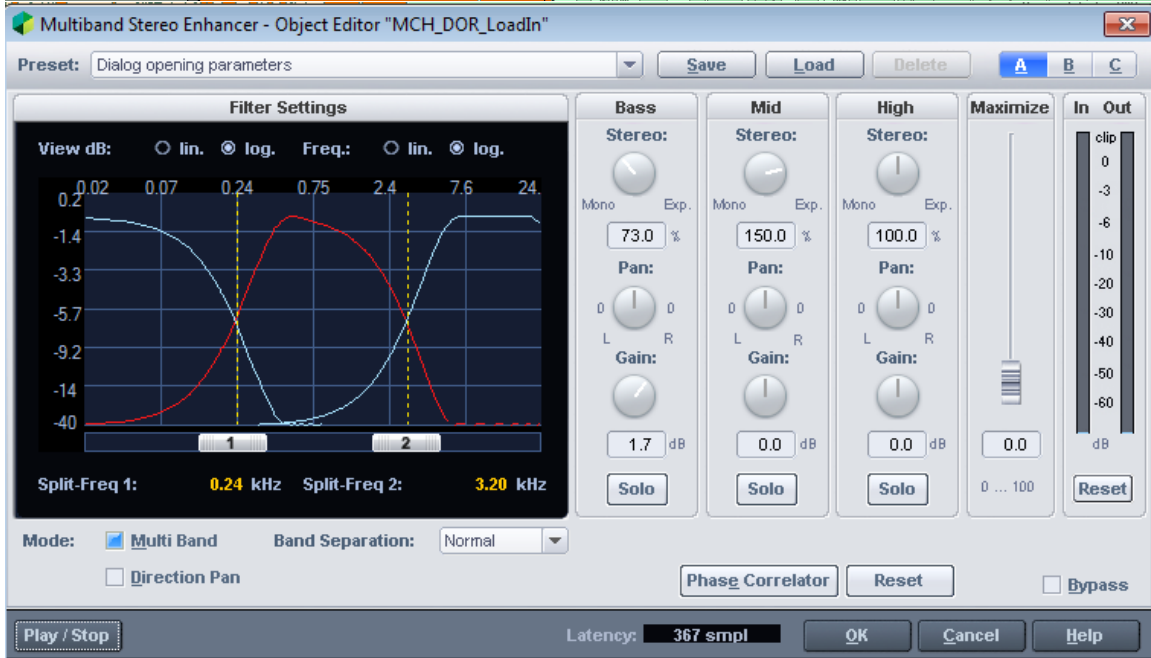 Multiband Stereo Enhancer - Object Editor "MCH_DOR_LoadIn"
Preset: Dialog opening parameters Save Load Delete A B C
Filter Settings
View dB: lin. log. Freq.: lin. log.
0.02 0.07 0.24 0.75 2.4 7.6 24.
0.2
-1.4
-3.3
-5.7
-9.2
-14
-40
1 2
Split-Freq 1: 0.24 kHz Split-Freq 2: 3.20 kHz
Bass
Stereo:
Mono Exp.
73.0 %
Pan:
0 0
L R
Gain:
1.7 dB
Solo
Mid
Stereo:
Mono Exp.
150.0 %
Pan:
0 0
L R
Gain:
0.0 dB
Solo
High
Stereo:
Mono Exp.
100.0 %
Pan:
0 0
L R
Gain:
0.0 dB
Solo
Maximize
0.0
0 ... 100
In Out
clip
0
-3
-6
-10
-20
-30
-40
-50
-60
dB
Reset
Mode: Multi Band Band Separation: Normal
Direction Pan
Phase Correlator Reset Bypass
Play / Stop Latency: 367 smpl OK Cancel Help